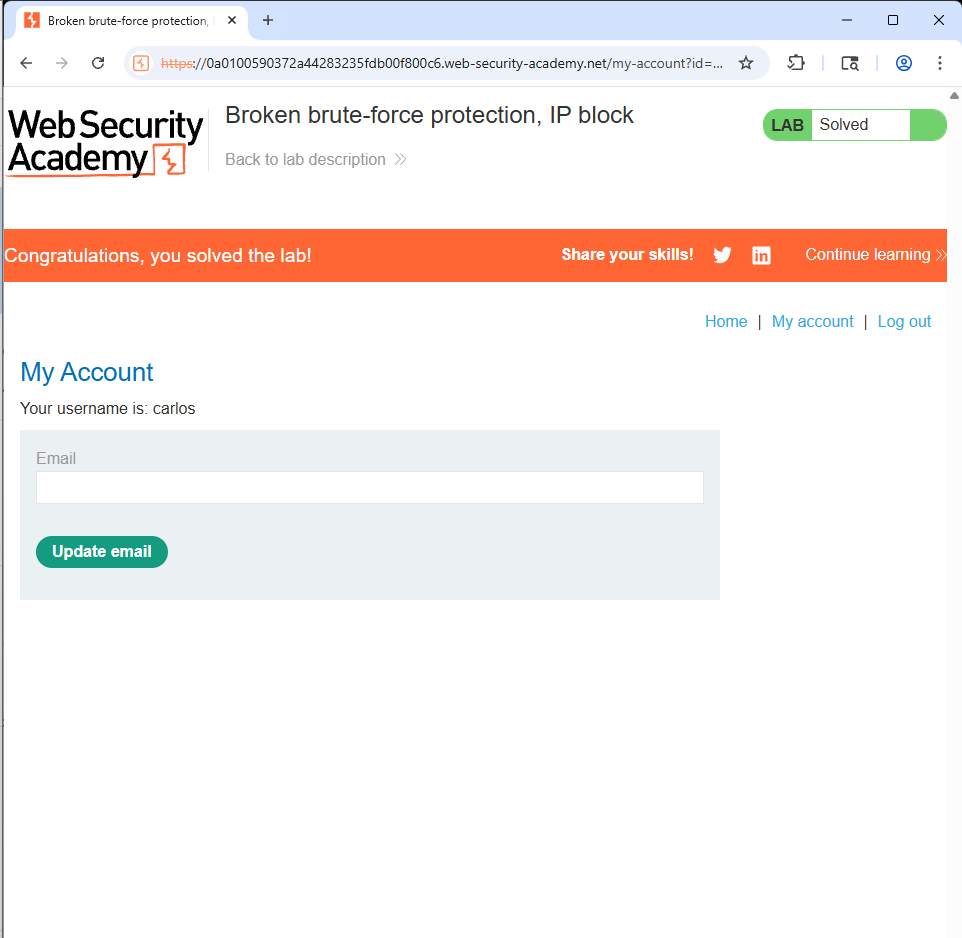 Broken brute-force protection,
https://0a0100590372a44283235fdb00f800c6.web-security-academy.net/my-account?id=...
Web Security
Academy
Broken brute-force protection, IP block
Back to lab description
LAB
Solved
Congratulations, you solved the lab!
Share your skills!
Continue learning
Home | My account | Log out
My Account
Your username is: carlos
Email
Update email